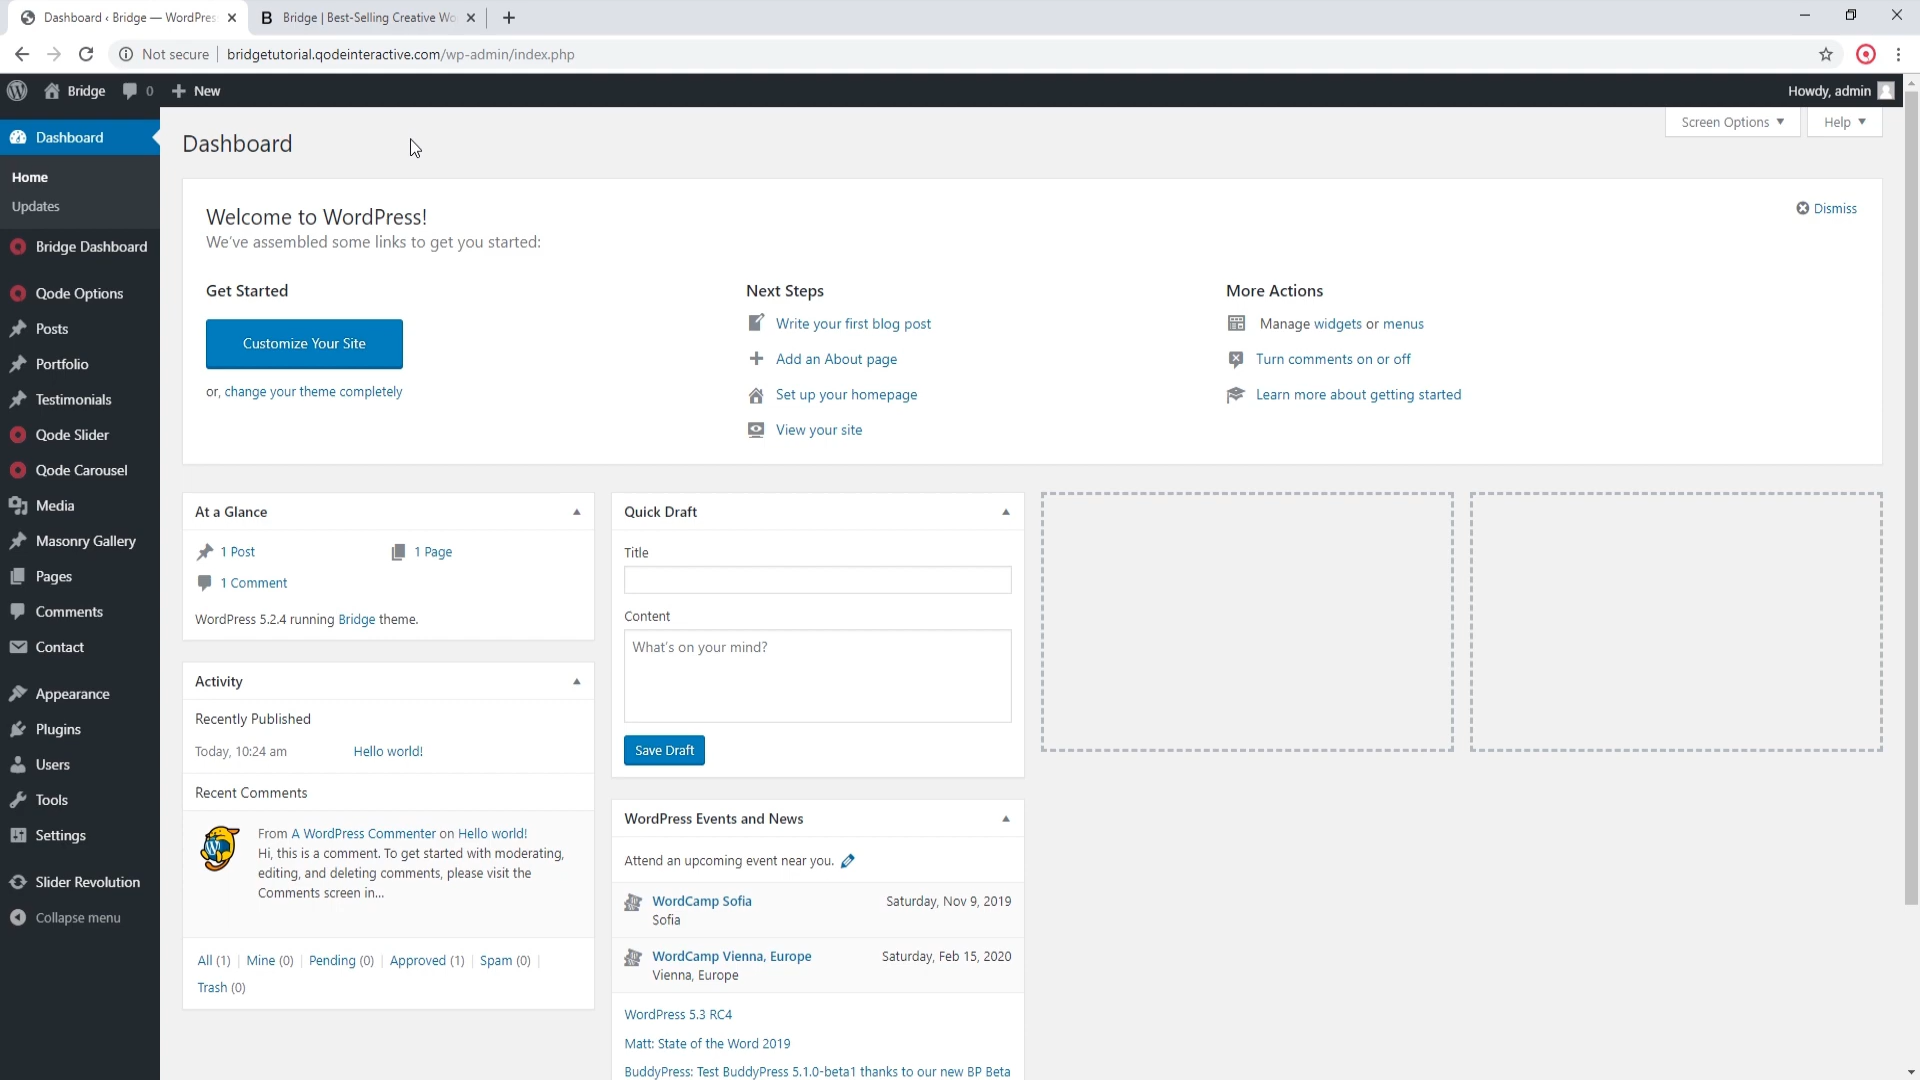 Dashboard ‹ Bridge — WordPres
Bridge | Best-Selling Creative Wo
Not secure
bridgetutorial.qodeinteractive.com/wp-admin/index.php
Bridge
0
New
Howdy, admin
Dashboard
Home
Updates
Bridge Dashboard
Qode Options
Posts
Portfolio
Testimonials
Qode Slider
Qode Carousel
Media
Masonry Gallery
Pages
Comments
Contact
Appearance
Plugins
Users
Tools
Settings
Slider Revolution
Collapse menu
Dashboard
Screen Options
Help
Welcome to WordPress!
We've assembled some links to get you started:
Dismiss
Get Started
Customize Your Site
or, change your theme completely
Next Steps
Write your first blog post
Add an About page
Set up your homepage
View your site
More Actions
Manage widgets or menus
Turn comments on or off
Learn more about getting started
At a Glance
1 Post
1 Page
1 Comment
WordPress 5.2.4 running Bridge theme.
Activity
Recently Published
Today, 10:24 am
Hello world!
Recent Comments
From A WordPress Commenter on Hello world!
Hi, this is a comment. To get started with moderating,
editing, and deleting comments, please visit the
Comments screen in...
All (1) | Mine (0) | Pending (0) | Approved (1) | Spam (0) |
Trash (0)
Quick Draft
Title
Content
What's on your mind?
Save Draft
WordPress Events and News
Attend an upcoming event near you.
WordCamp Sofia
Saturday, Nov 9, 2019
Sofia
WordCamp Vienna, Europe
Saturday, Feb 15, 2020
Vienna, Europe
WordPress 5.3 RC4
Matt: State of the Word 2019
BuddyPress: Test BuddyPress 5.1.0-beta1 thanks to our new BP Beta